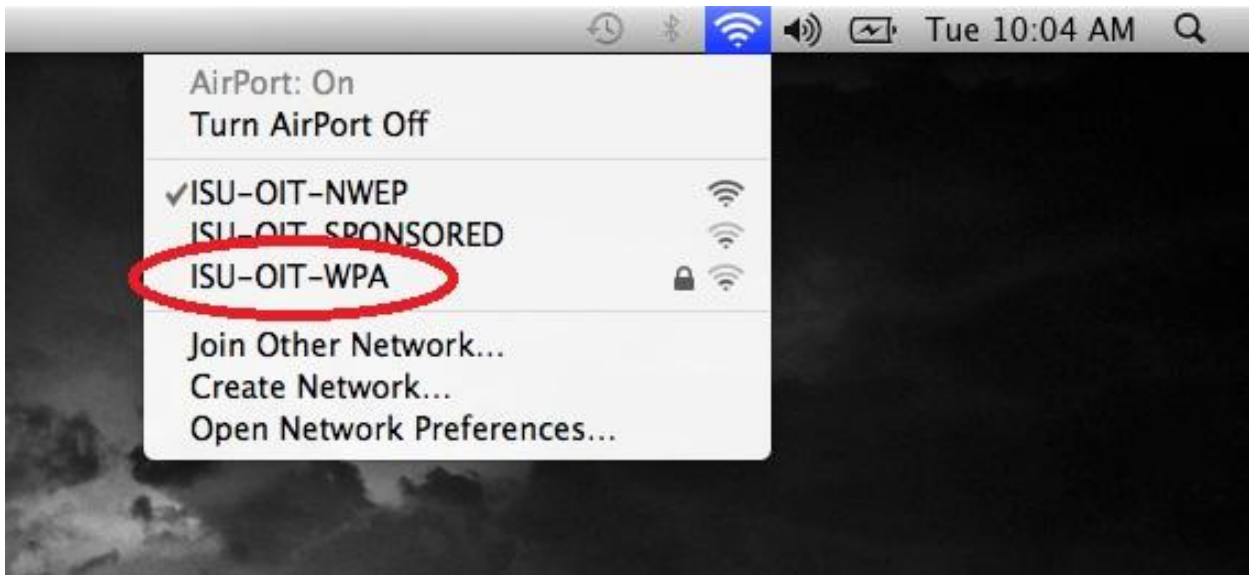 Tue 10:04 AM
AirPort: On
Turn AirPort Off
ISU-OIT-NWEP
ISU-OIT-SPONSORED
ISU-OIT-WPA
Join Other Network...
Create Network...
Open Network Preferences...